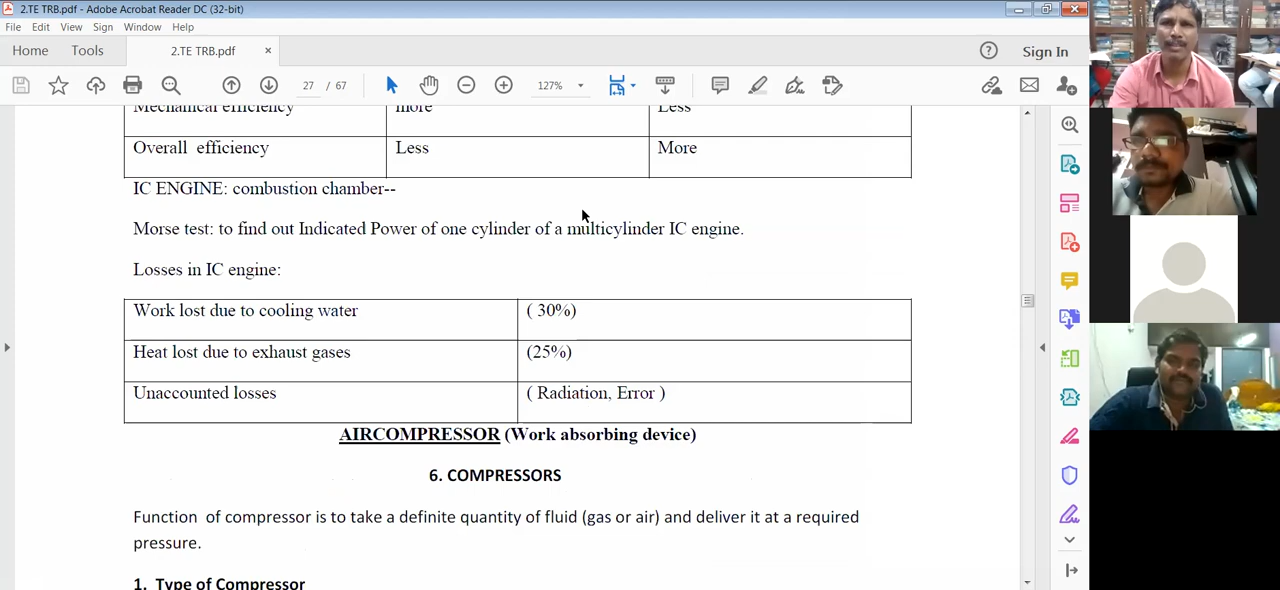 2.TE TRB.pdf - Adobe Acrobat Reader DC (32-bit)
File Edit View Sign Window Help
Home Tools 2.TE TRB.pdf × Sign In
27 / 67 127%
Mechanical efficiency more Less
Overall efficiency Less More
IC ENGINE: combustion chamber--
Morse test: to find out Indicated Power of one cylinder of a multicylinder IC engine.
Losses in IC engine:
Work lost due to cooling water ( 30%)
Heat lost due to exhaust gases (25%)
Unaccounted losses ( Radiation, Error )
AIRCOMPRESSOR (Work absorbing device)
6. COMPRESSORS
Function of compressor is to take a definite quantity of fluid (gas or air) and deliver it at a required
pressure.
1. Type of Compressor